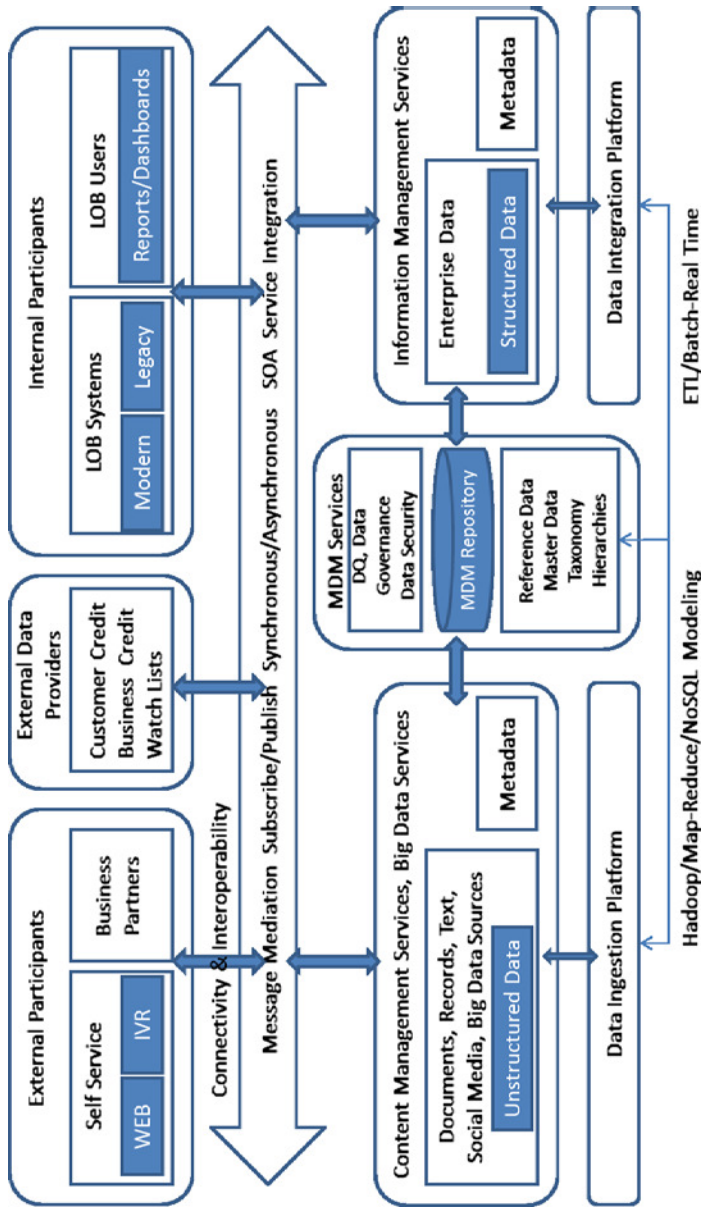 External Participants
Self Service
WEB
IVR
Business
Partners
External Data
Providers
Customer Credit
Business Credit
Watch Lists
Internal Participants
LOB Systems
Modern
Legacy
LOB Users
Reports/Dashboards
Connectivity & Interoperability
Message Mediation Subscribe/Publish Synchronous/Asynchronous SOA Service Integration
Content Management Services, Big Data Services
Documents, Records, Text,
Social Media, Big Data Sources
Unstructured Data
Metadata
MDM Services
DQ, Data
Governance
Data Security
MDM Repository
Reference Data
Master Data
Taxonomy
Hierarchies
Information Management Services
Enterprise Data
Structured Data
Metadata
Data Ingestion Platform
Data Integration Platform
Hadoop/Map-Reduce/NoSQL Modeling
ETL/Batch-Real Time